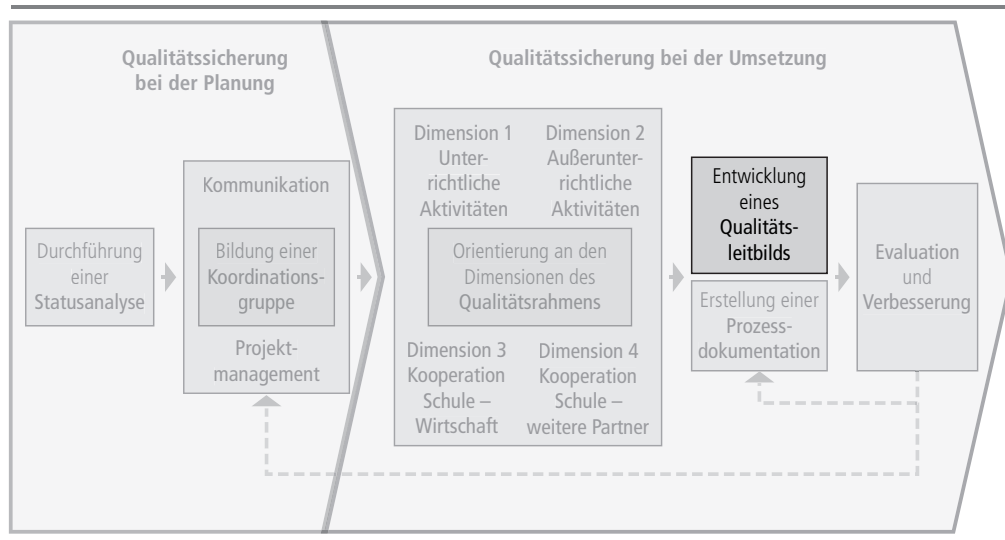 Qualitätssicherung
bei der Planung
Qualitätssicherung bei der Umsetzung
Durchführung
einer
Statusanalyse
Kommunikation
Bildung einer
Koordinations-
gruppe
Projekt-
management
Dimension 1
Unter-
richtliche
Aktivitäten
Dimension 2
Außerunter-
richtliche
Aktivitäten
Orientierung an den
Dimensionen des
Qualitätsrahmens
Dimension 3
Kooperation
Schule –
Wirtschaft
Dimension 4
Kooperation
Schule –
weitere Partner
Entwicklung
eines
Qualitäts-
leitbilds
Erstellung einer
Prozess-
dokumentation
Evaluation
und
Verbesserung